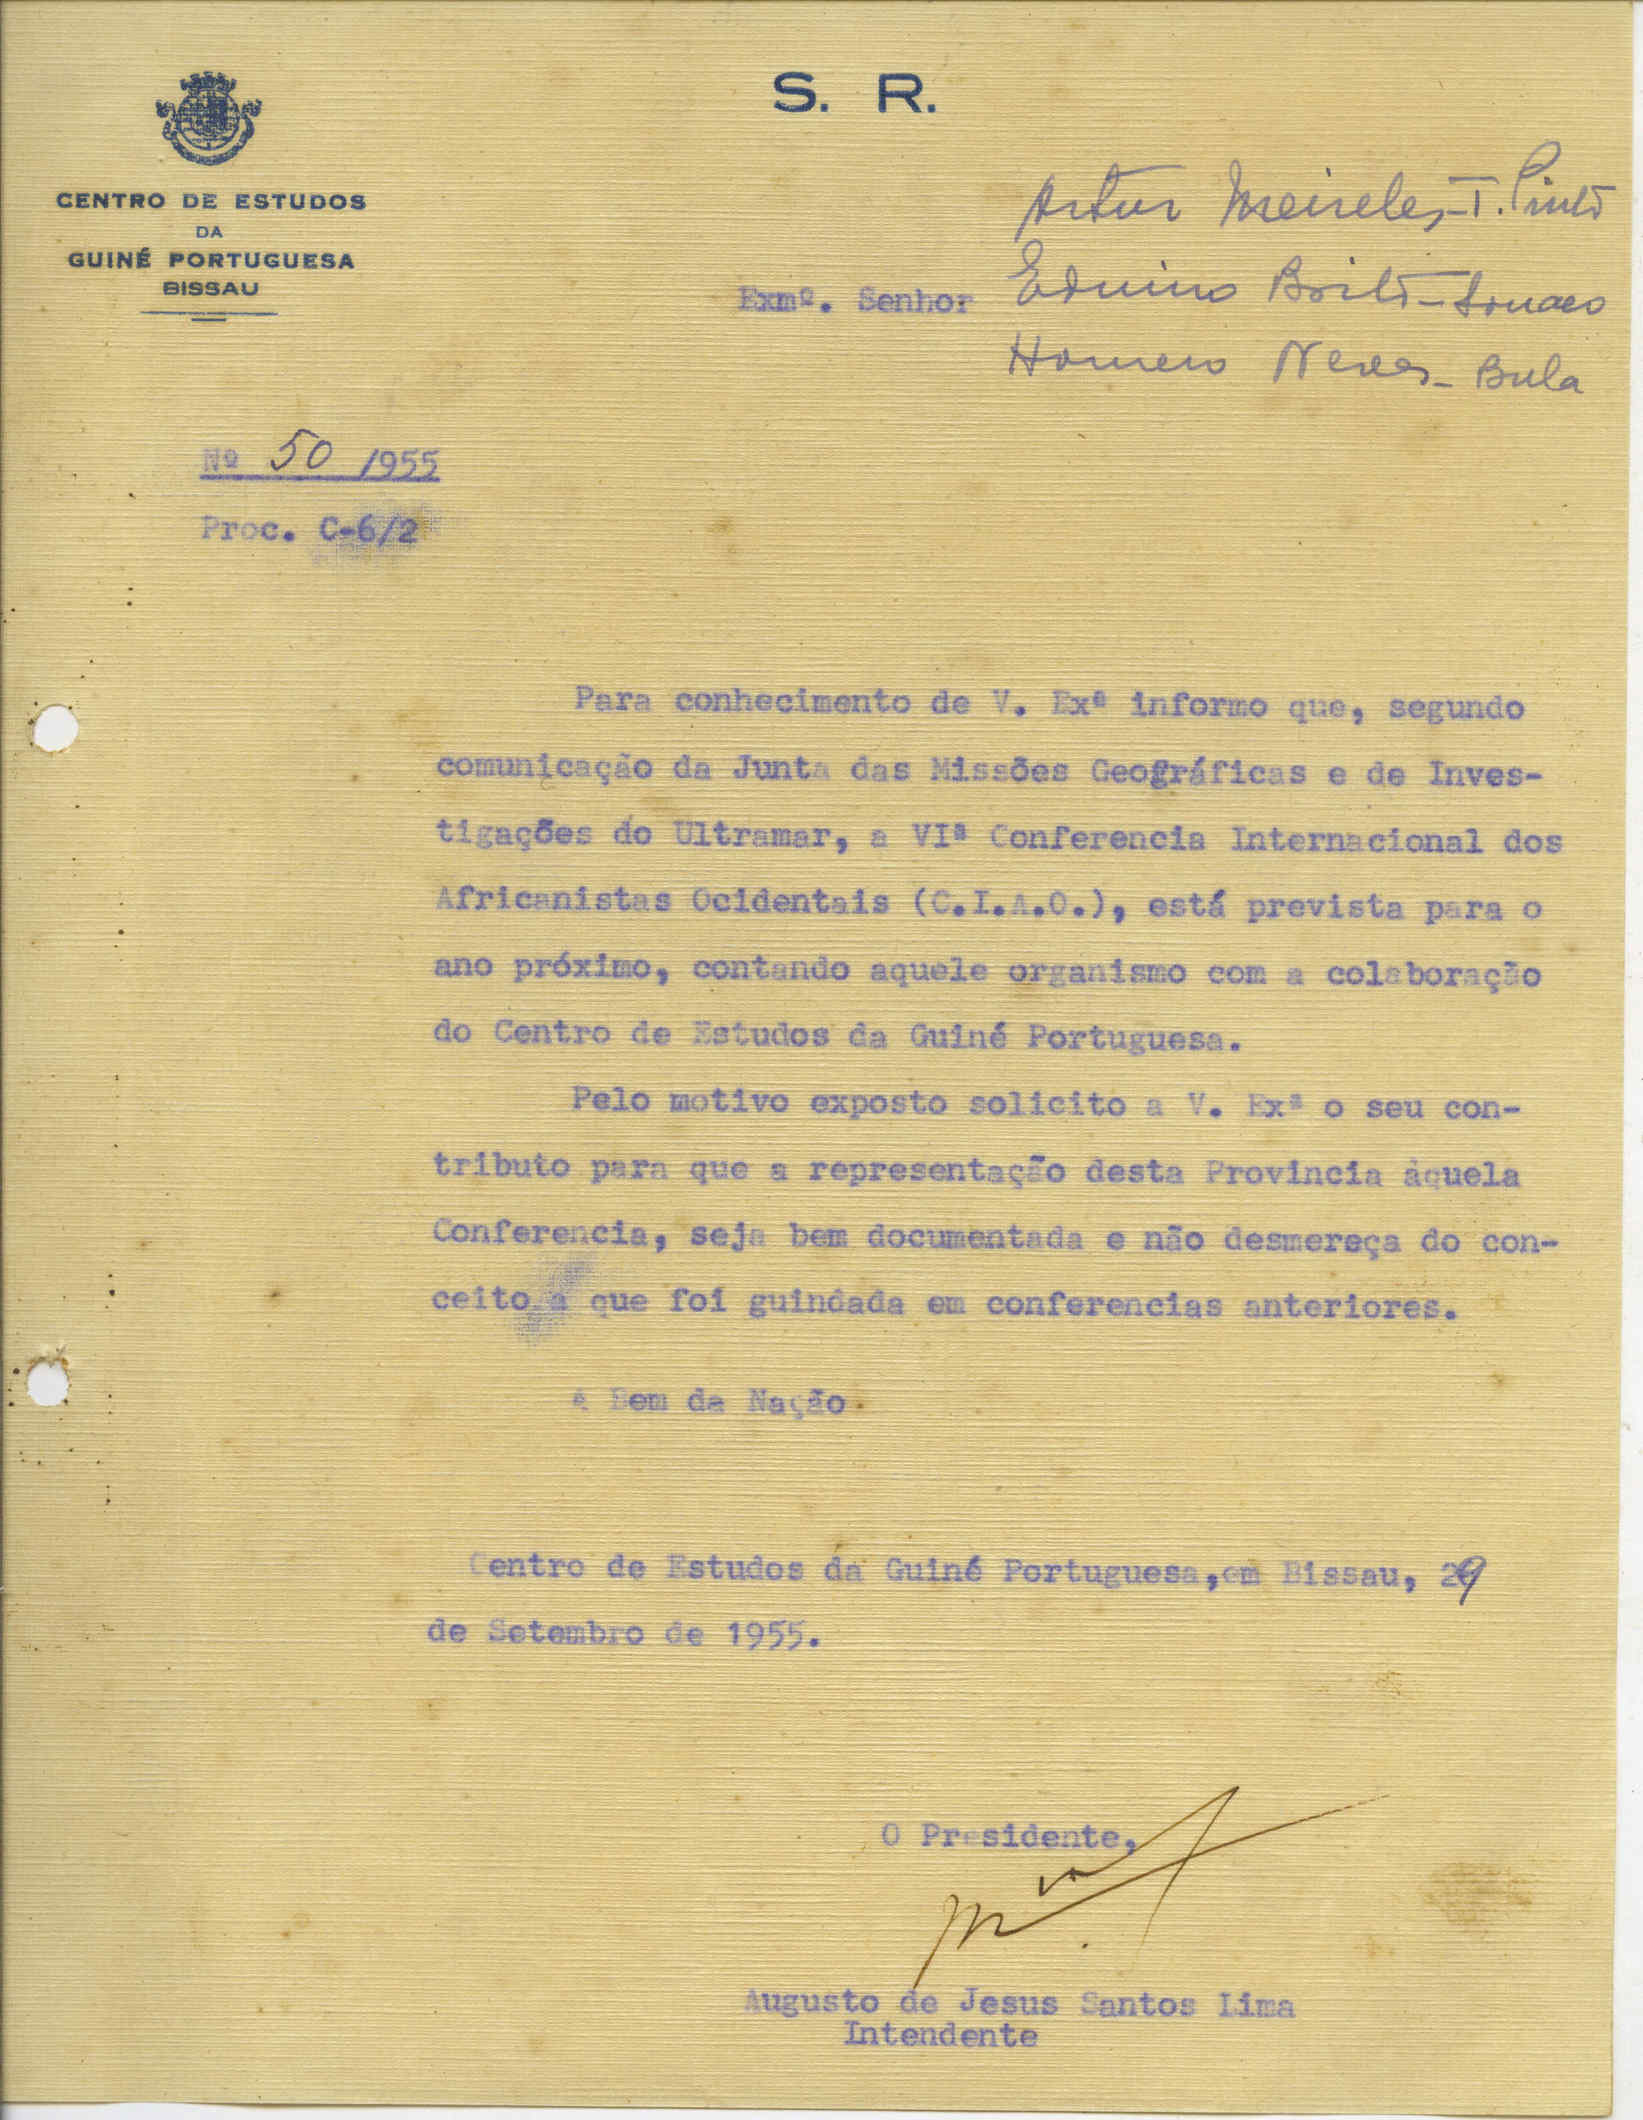 S. R.
CENTRO DE ESTUDOS
DA
GUINÉ PORTUGUESA
BISSAU
Artur Meireles - T. Pinto
Exmº. Senhor
Edmino Brito - Sonaco
Homero Neves - Bula
Nº 50 /1955
Proc. C-6/2
Para conhecimento de V. Exª informo que, segundo
comunicação da Junta das Missões Geográficas e de Inves-
tigações do Ultramar, a VIª Conferencia Internacional dos
Africanistas Ocidentais (C.I.A.O.), está prevista para o
ano próximo, contando aquele organismo com a colaboração
do Centro de Estudos da Guiné Portuguesa.
Pelo motivo exposto solicito a V. Exª o seu con-
tributo para que a representação desta Provincia àquela
Conferencia, seja bem documentada e não desmereça do con-
ceito a que foi guindada em conferencias anteriores.
A Bem da Nação
Centro de Estudos da Guiné Portuguesa,em Bissau, 29
de Setembro de 1955.
O Presidente,
Augusto de Jesus Santos Lima
Intendente